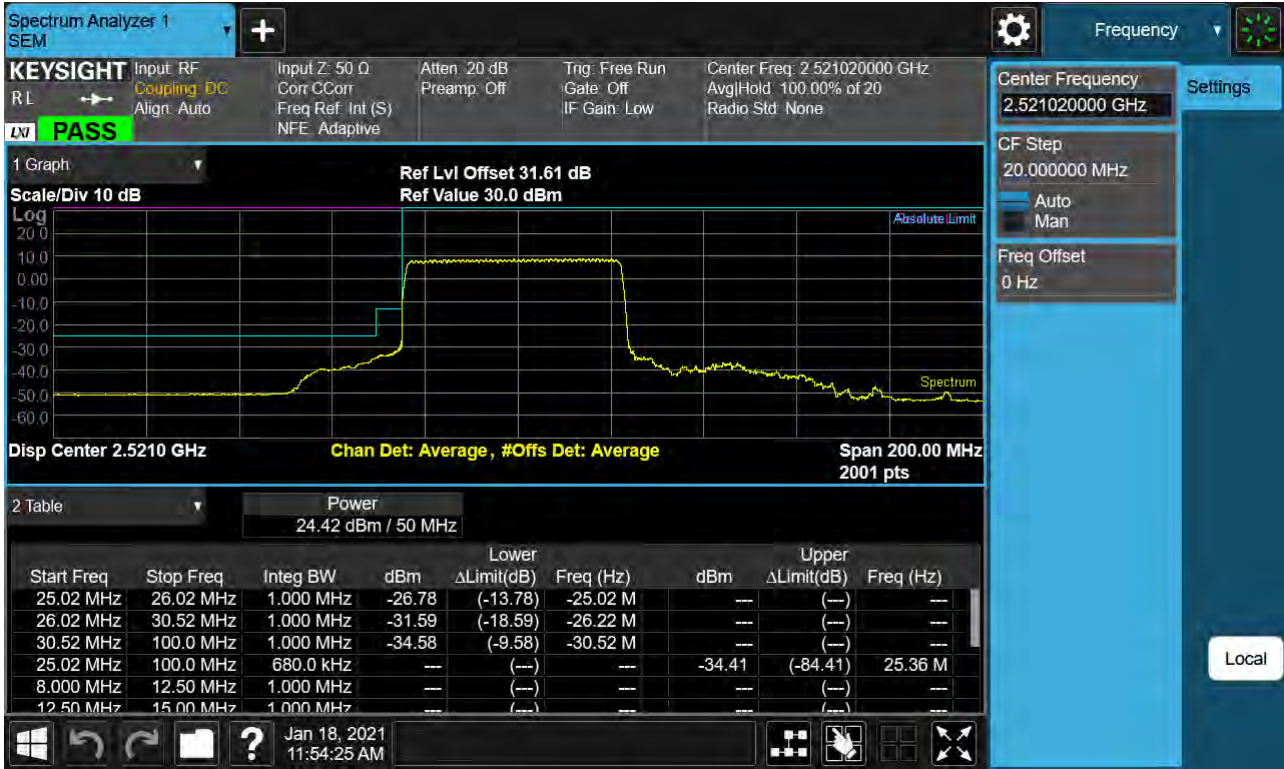 Spectrum Analyzer 1
SEM
Frequency
KEYSIGHT
RL
LXI PASS
Input: RF
Coupling: DC
Align: Auto
Input Z: 50 Ω
Corr CCorr
Freq Ref: Int (S)
NFE: Adaptive
Atten: 20 dB
Preamp: Off
Trig: Free Run
Gate: Off
IF Gain: Low
Center Freq: 2.521020000 GHz
Avg|Hold: 100.00% of 20
Radio Std: None
Center Frequency
2.521020000 GHz
Settings
CF Step
20.000000 MHz
Auto
Man
Freq Offset
0 Hz
Local
1 Graph
Scale/Div 10 dB
Ref Lvl Offset 31.61 dB
Ref Value 30.0 dBm
Log
Absolute Limit
20.0
10.0
0.00
-10.0
-20.0
-30.0
-40.0
-50.0
-60.0
Spectrum
Disp Center 2.5210 GHz
Chan Det: Average, #Offs Det: Average
Span 200.00 MHz
2001 pts
2 Table
Power
24.42 dBm / 50 MHz
Lower Upper
Start Freq Stop Freq Integ BW dBm ΔLimit(dB) Freq (Hz) dBm ΔLimit(dB) Freq (Hz)
25.02 MHz 26.02 MHz 1.000 MHz -26.78 (-13.78) -25.02 M --- (---) ---
26.02 MHz 30.52 MHz 1.000 MHz -31.59 (-18.59) -26.22 M --- (---) ---
30.52 MHz 100.0 MHz 1.000 MHz -34.58 (-9.58) -30.52 M --- (---) ---
25.02 MHz 100.0 MHz 680.0 kHz --- (---) --- -34.41 (-84.41) 25.36 M
8.000 MHz 12.50 MHz 1.000 MHz --- (---) --- --- (---) ---
12.50 MHz 15.00 MHz 1.000 MHz --- (---) --- --- (---) ---
?
Jan 18, 2021
11:54:25 AM